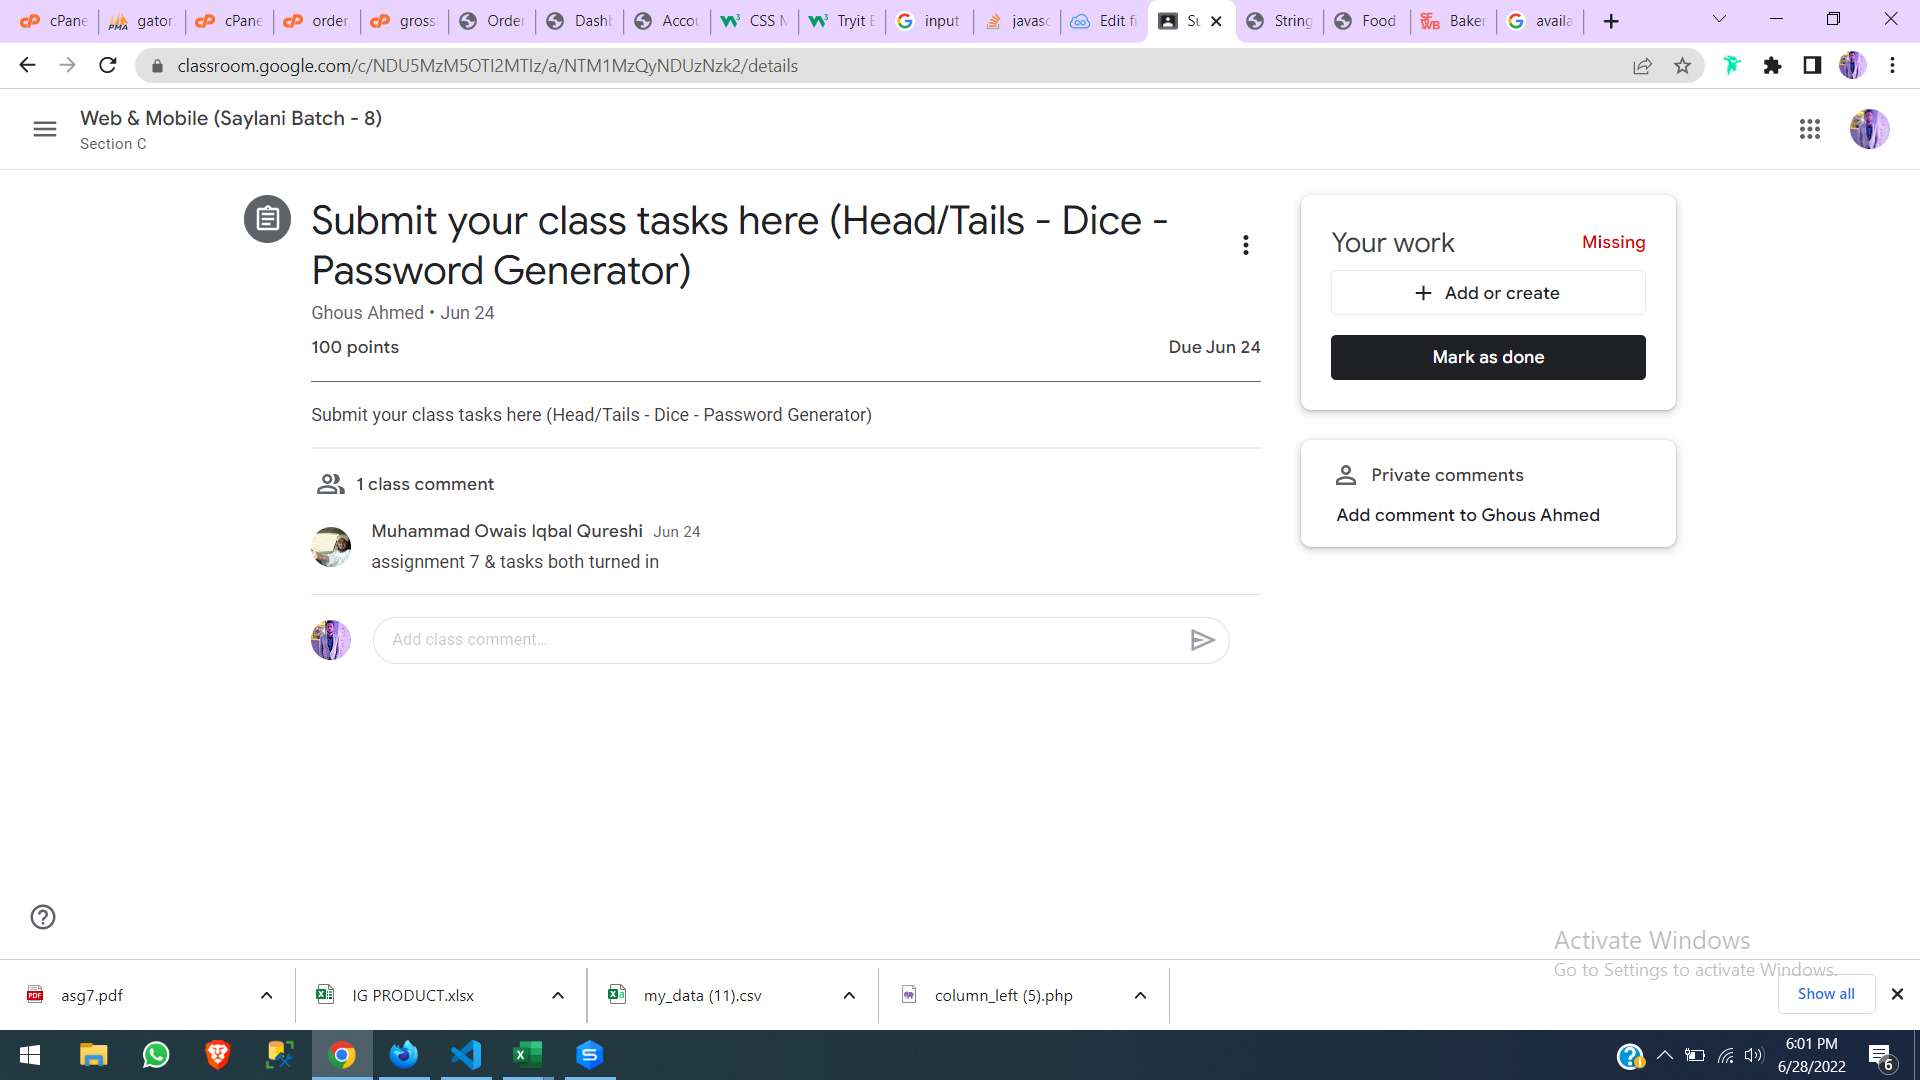 cPane
gator
cPane
order
gross
Order
Dashb
Accou
CSS M
Tryit E
input
javasc
Edit fi
Su
String
Food
Baker
availa
classroom.google.com/c/NDU5MzM5OTI2MTIz/a/NTM1MzQyNDUzNzk2/details
Web & Mobile (Saylani Batch - 8)
Section C
Submit your class tasks here (Head/Tails - Dice -
Password Generator)
Ghous Ahmed • Jun 24
100 points
Due Jun 24
Submit your class tasks here (Head/Tails - Dice - Password Generator)
1 class comment
Muhammad Owais Iqbal Qureshi Jun 24
assignment 7 & tasks both turned in
Add class comment...
Your work
Missing
Add or create
Mark as done
Private comments
Add comment to Ghous Ahmed
Activate Windows
Go to Settings to activate Windows.
asg7.pdf
IG PRODUCT.xlsx
my_data (11).csv
column_left (5).php
Show all
6:01 PM
6/28/2022
6